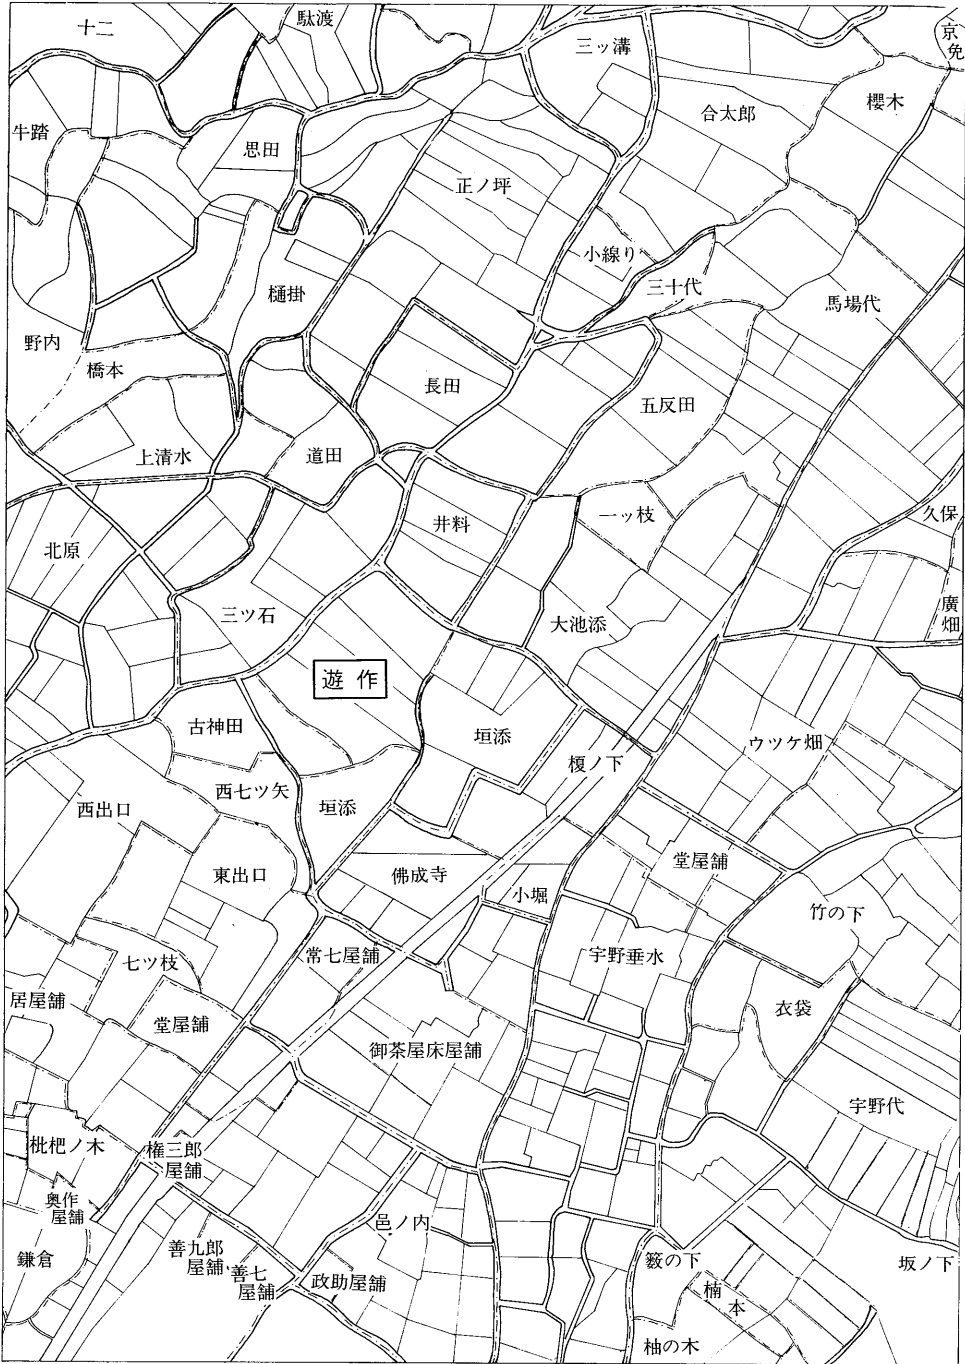 十二
駄渡
三ッ溝
京免
牛踏
思田
合太郎
櫻木
正ノ坪
小線り
樋掛
三十代
馬場代
野内
橋本
長田
五反田
上清水
道田
一ッ枝
久保
井料
北原
三ツ石
大池添
廣畑
遊作
古神田
垣添
ウツケ畑
榎ノ下
西七ツ矢
垣添
西出口
東出口
佛成寺
堂屋舗
小堀
竹の下
七ツ枝
常七屋舗
宇野垂水
居屋舗
堂屋舗
衣袋
御茶屋床屋舗
宇野代
枇杷ノ木
権三郎
屋舗
奥作
屋舗
邑ノ内
鎌倉
善九郎
屋舗
善七
屋舗
政助屋舗
籔の下
坂ノ下
楠本
柚の木